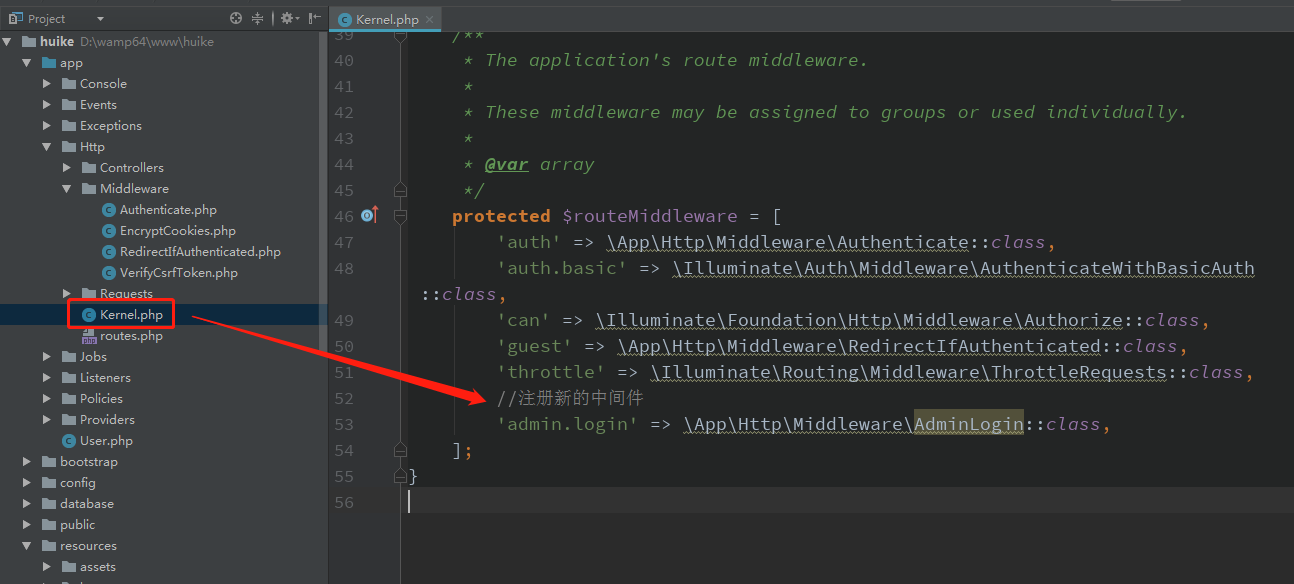 Project
Kernel.php
huike D:\wamp64\www\huike
app
Console
Events
Exceptions
Http
Controllers
Middleware
Authenticate.php
EncryptCookies.php
RedirectIfAuthenticated.php
VerifyCsrfToken.php
Requests
Kernel.php
routes.php
Jobs
Listeners
Policies
Providers
User.php
bootstrap
config
database
public
resources
assets
39 /**
40 * The application's route middleware.
41 *
42 * These middleware may be assigned to groups or used individually.
43 *
44 * @var array
45 */
46 protected $routeMiddleware = [
47 'auth' => \App\Http\Middleware\Authenticate::class,
48 'auth.basic' => \Illuminate\Auth\Middleware\AuthenticateWithBasicAuth
::class,
49 'can' => \Illuminate\Foundation\Http\Middleware\Authorize::class,
50 'guest' => \App\Http\Middleware\RedirectIfAuthenticated::class,
51 'throttle' => \Illuminate\Routing\Middleware\ThrottleRequests::class,
52 //注册新的中间件
53 'admin.login' => \App\Http\Middleware\AdminLogin::class,
54 ];
55 }
56